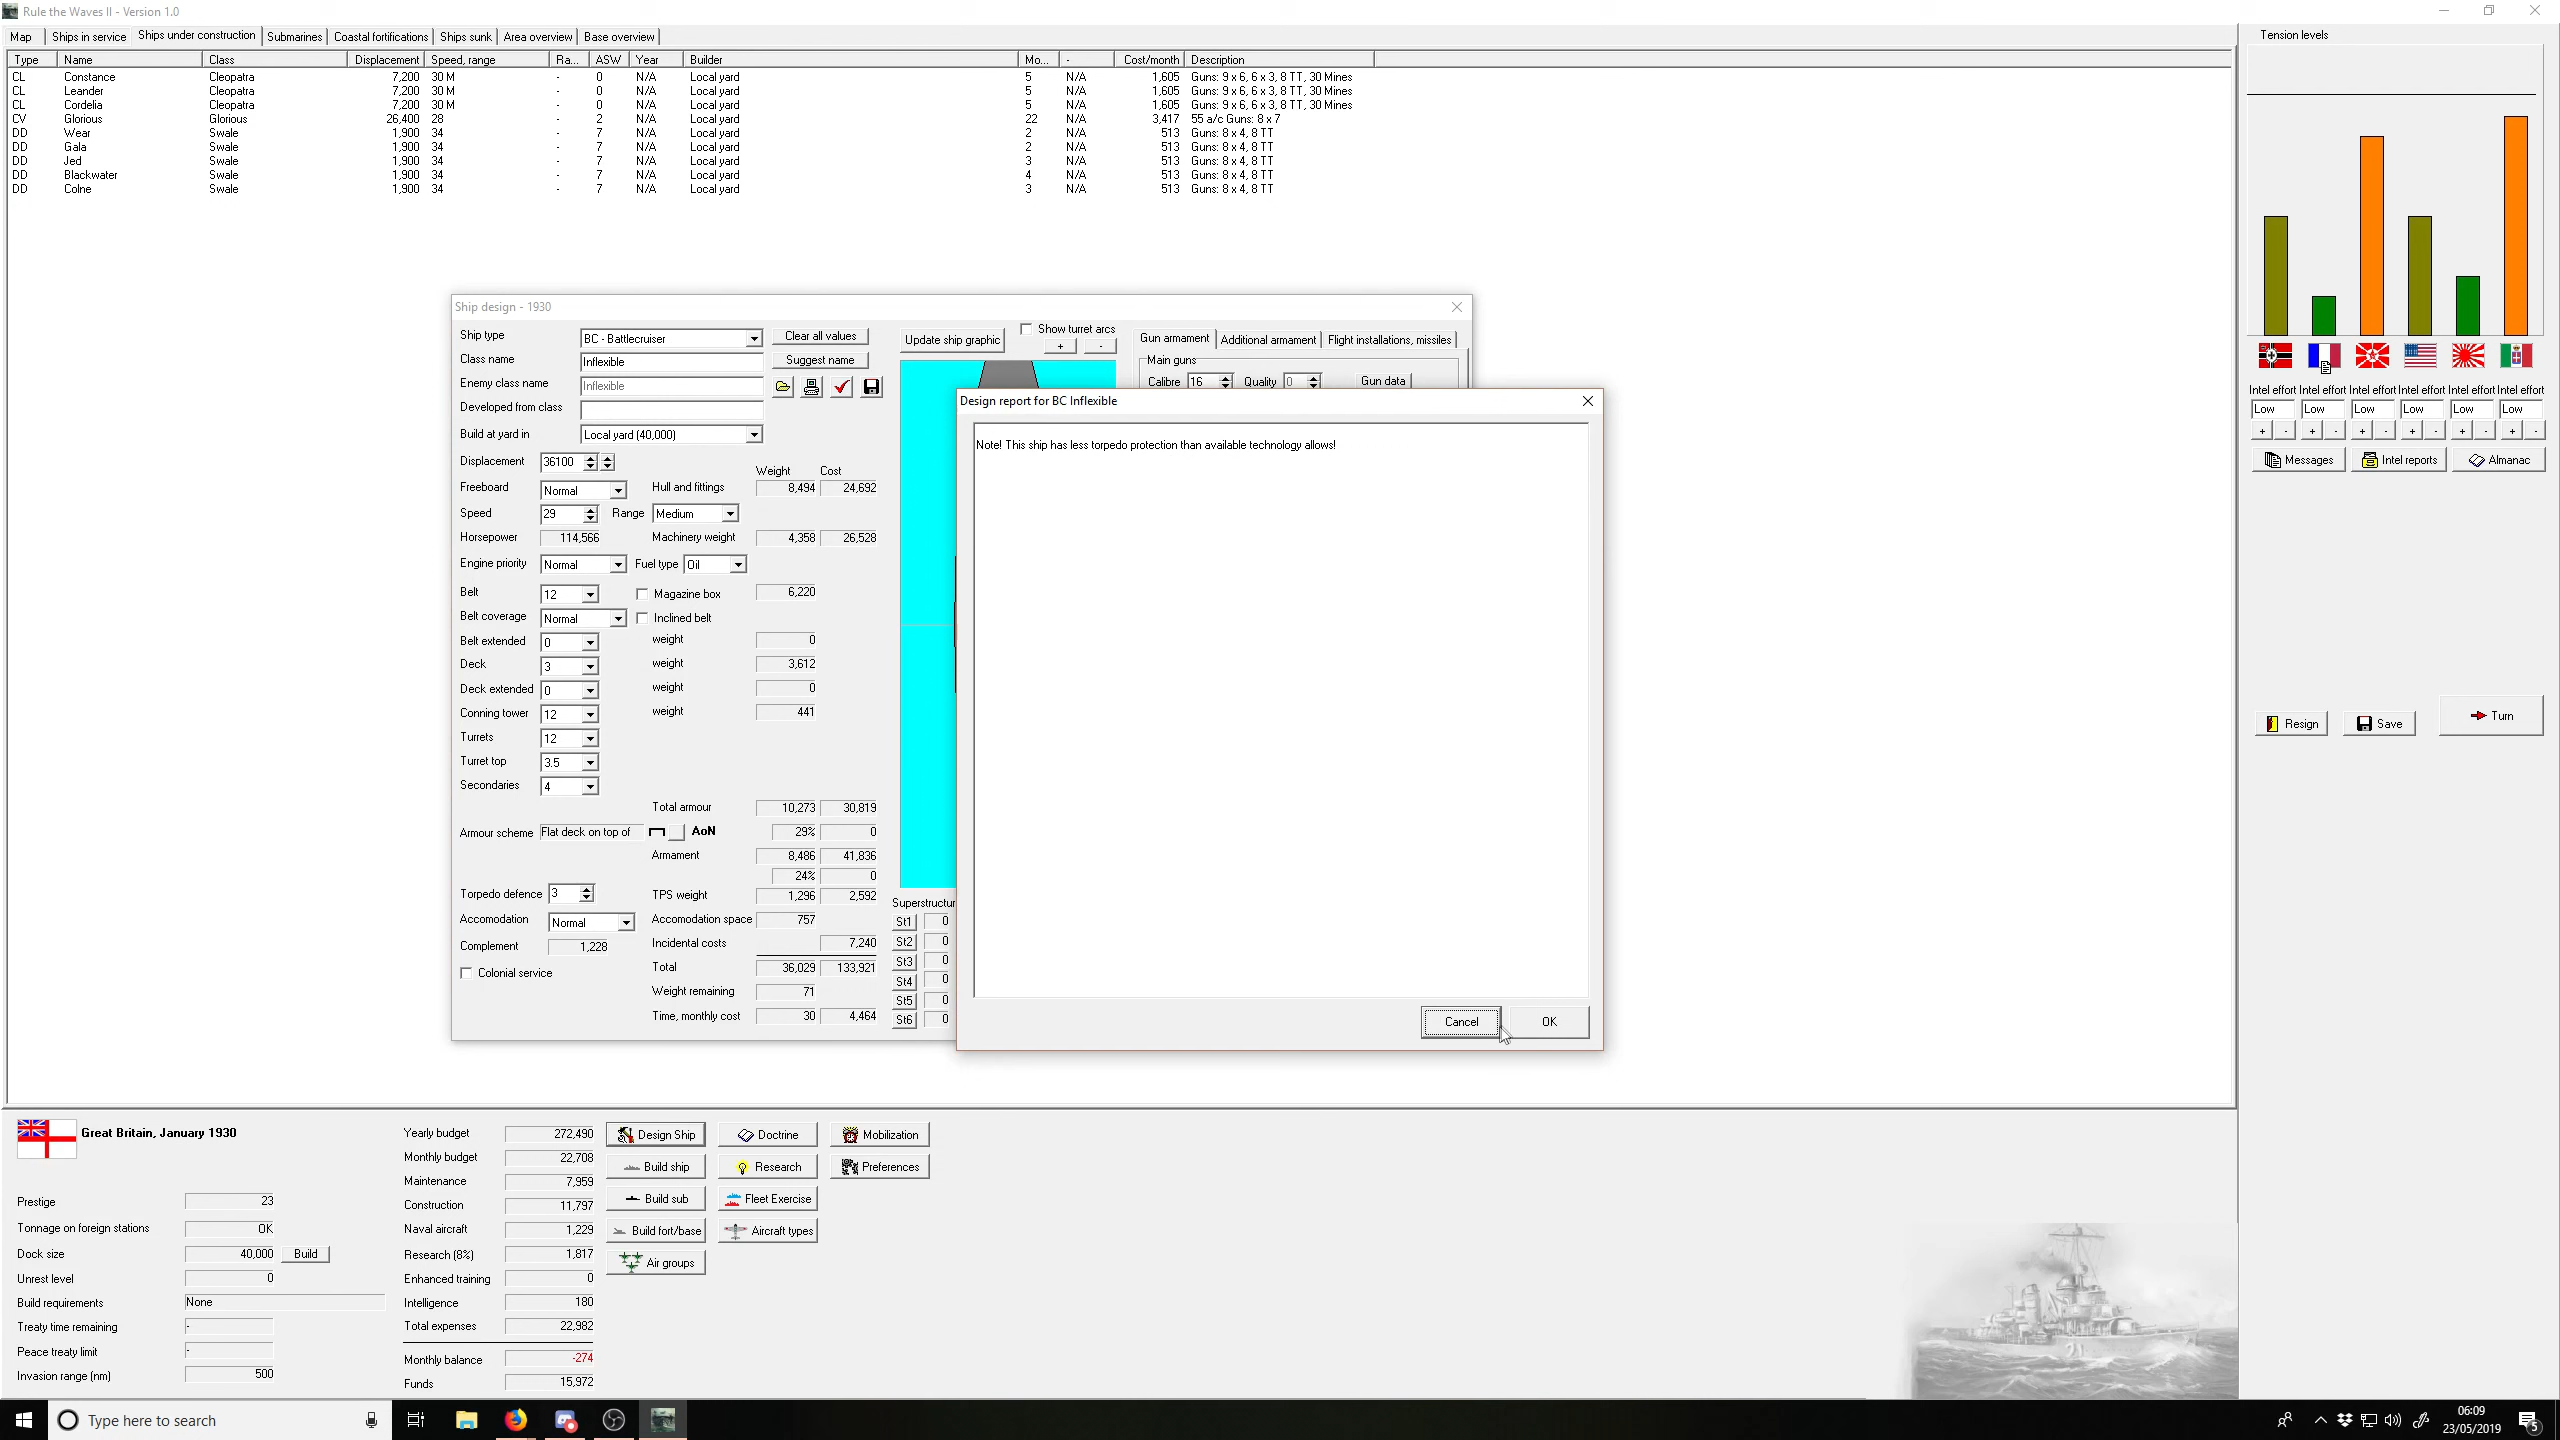 Rule the Waves II - Version 1.0
Map Ships in service Ships under construction Submarines Coastal fortifications Ships sunk Area overview Base overview
Type Name Class Displacement Speed, range Ra... ASW Year Builder Mo... - Cost/month Description
CL Constance Cleopatra 7,200 30 M - 0 N/A Local yard 5 N/A 1,605 Guns: 9 x 6, 6 x 3, 8 TT, 30 Mines
CL Leander Cleopatra 7,200 30 M - 0 N/A Local yard 5 N/A 1,605 Guns: 9 x 6, 6 x 3, 8 TT, 30 Mines
CL Cordelia Cleopatra 7,200 30 M - 0 N/A Local yard 5 N/A 1,605 Guns: 9 x 6, 6 x 3, 8 TT, 30 Mines
CV Glorious Glorious 26,400 28 - 2 N/A Local yard 22 N/A 3,417 55 a/c Guns: 8 x 7
DD Wear Swale 1,900 34 - 7 N/A Local yard 2 N/A 513 Guns: 8 x 4, 8 TT
DD Gala Swale 1,900 34 - 7 N/A Local yard 2 N/A 513 Guns: 8 x 4, 8 TT
DD Jed Swale 1,900 34 - 7 N/A Local yard 3 N/A 513 Guns: 8 x 4, 8 TT
DD Blackwater Swale 1,900 34 - 7 N/A Local yard 4 N/A 513 Guns: 8 x 4, 8 TT
DD Colne Swale 1,900 34 - 7 N/A Local yard 3 N/A 513 Guns: 8 x 4, 8 TT
Ship design - 1930
Ship type BC - Battlecruiser Clear all values
Class name Inflexible Suggest name
Enemy class name Inflexible
Developed from class
Build at yard in Local yard (40,000)
Displacement 36100
Weight Cost
Freeboard Normal Hull and fittings 8,494 24,692
Speed 29 Range Medium
Horsepower 114,566 Machinery weight 4,358 26,528
Engine priority Normal Fuel type Oil
Belt 12 Magazine box 6,220
Belt coverage Normal Inclined belt
Belt extended 0 weight 0
Deck 3 weight 3,612
Deck extended 0 weight 0
Conning tower 12 weight 441
Turrets 12
Turret top 3.5
Secondaries 4
Total armour 10,273 30,819
Armour scheme Flat deck on top of AoN 29% 0
Armament 8,486 41,836
24% 0
Torpedo defence 3 TPS weight 1,296 2,592
Accomodation Normal Accomodation space 757
Complement 1,228 Incidental costs 7,240
Colonial service Total 36,029 133,921
Weight remaining 71
Time, monthly cost 30 4,464
Update ship graphic Show turret arcs
+ -
Gun armament Additional armament Flight installations, missiles
Main guns
Calibre 16 Quality 0 Gun data
Superstructur
St1 0
St2 0
St3 0
St4 0
St5 0
St6 0
Design report for BC Inflexible
Note! This ship has less torpedo protection than available technology allows!
Cancel OK
Tension levels
Intel effort Intel effort Intel effort Intel effort Intel effort Intel effort
Low Low Low Low Low Low
+ - + - + - + - + - + -
Messages Intel reports Almanac
Resign Save Turn
Great Britain, January 1930
Prestige 23
Tonnage on foreign stations OK
Dock size 40,000 Build
Unrest level 0
Build requirements None
Treaty time remaining -
Peace treaty limit -
Invasion range (nm) 500
Yearly budget 272,490
Monthly budget 22,708
Maintenance 7,959
Construction 11,797
Naval aircraft 1,229
Research (8%) 1,817
Enhanced training 0
Intelligence 180
Total expenses 22,982
Monthly balance -274
Funds 15,972
Design Ship Doctrine Mobilization
Build ship Research Preferences
Build sub Fleet Exercise
Build fort/base Aircraft types
Air groups
Type here to search
06:09
23/05/2019
5